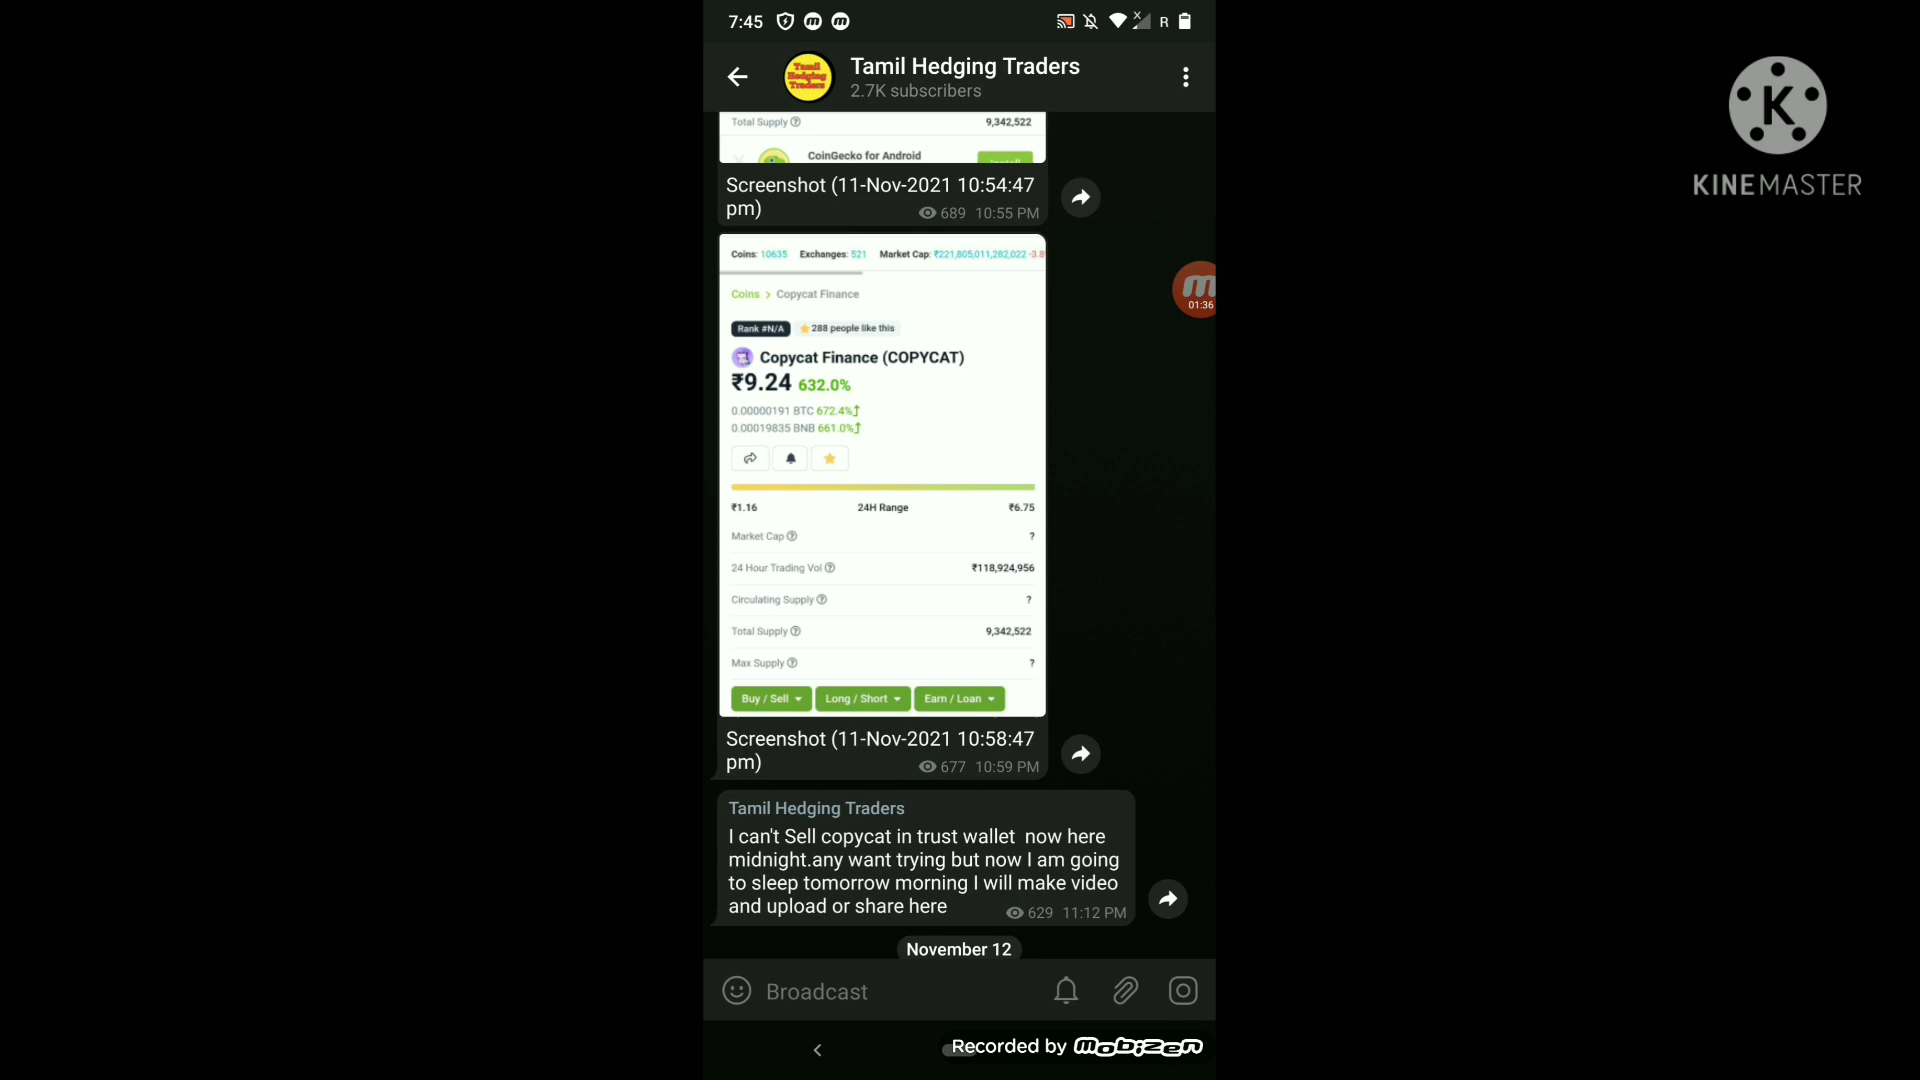 7:45
R
Tamil Hedging Traders
2.7K subscribers
Tamil
Hedging
Traders
KINEMASTER
Total Supply 9,342,522
CoinGecko for Android
Screenshot (11-Nov-2021 10:54:47
pm) 689 10:55 PM
Coins: 10635 Exchanges: 521 Market Cap: ₹221,805,011,282,022 -3.8
01:36
Coins > Copycat Finance
Rank #N/A 288 people like this
Copycat Finance (COPYCAT)
₹9.24 632.0%
0.00000191 BTC 672.4%
0.00019835 BNB 661.0%
₹1.16 24H Range ₹6.75
Market Cap ?
24 Hour Trading Vol ₹118,924,956
Circulating Supply ?
Total Supply 9,342,522
Max Supply ?
Buy / Sell Long / Short Earn / Loan
Screenshot (11-Nov-2021 10:58:47
pm) 677 10:59 PM
Tamil Hedging Traders
I can't Sell copycat in trust wallet now here
midnight.any want trying but now I am going
to sleep tomorrow morning I will make video
and upload or share here 629 11:12 PM
November 12
Broadcast
Recorded by mobizen